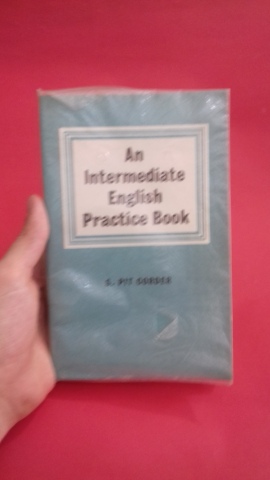 An
Intermediate
English
Practice Book
S. PIT CORDER